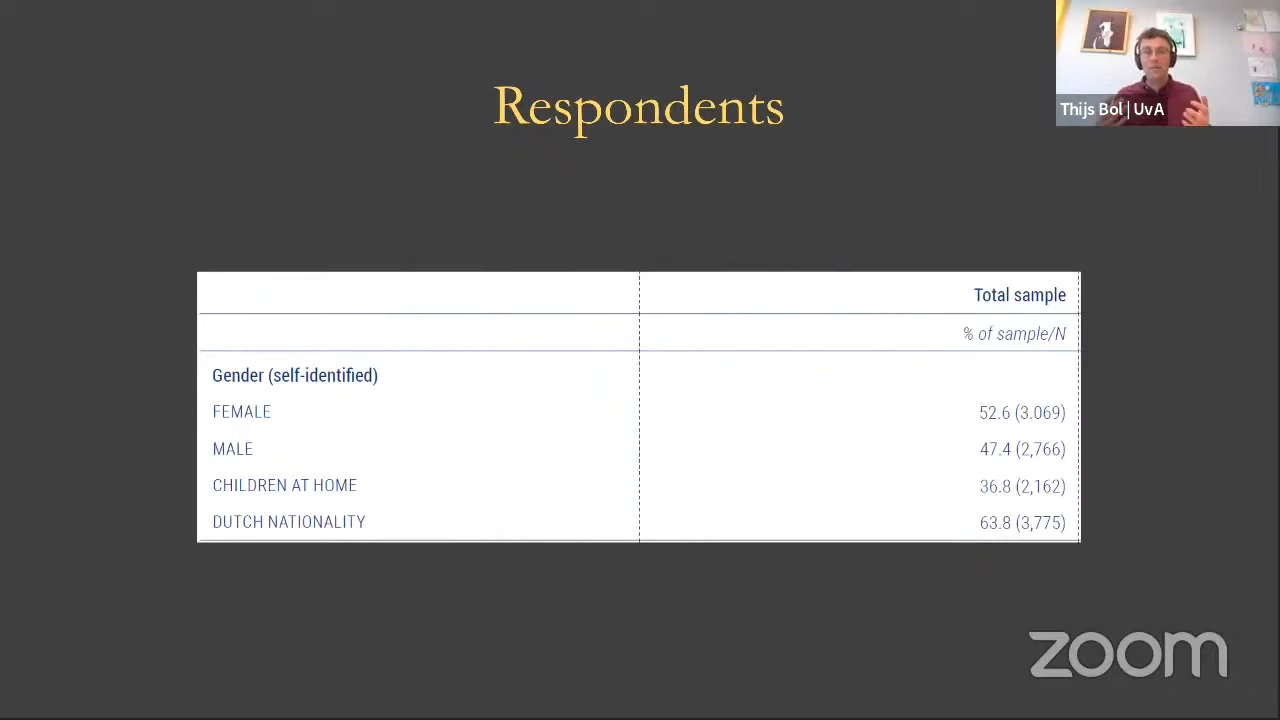 Respondents
Thijs Bol | UvA
Total sample
% of sample/N
Gender (self-identified)
FEMALE 52.6 (3.069)
MALE 47.4 (2,766)
CHILDREN AT HOME 36.8 (2,162)
DUTCH NATIONALITY 63.8 (3,775)
zoom